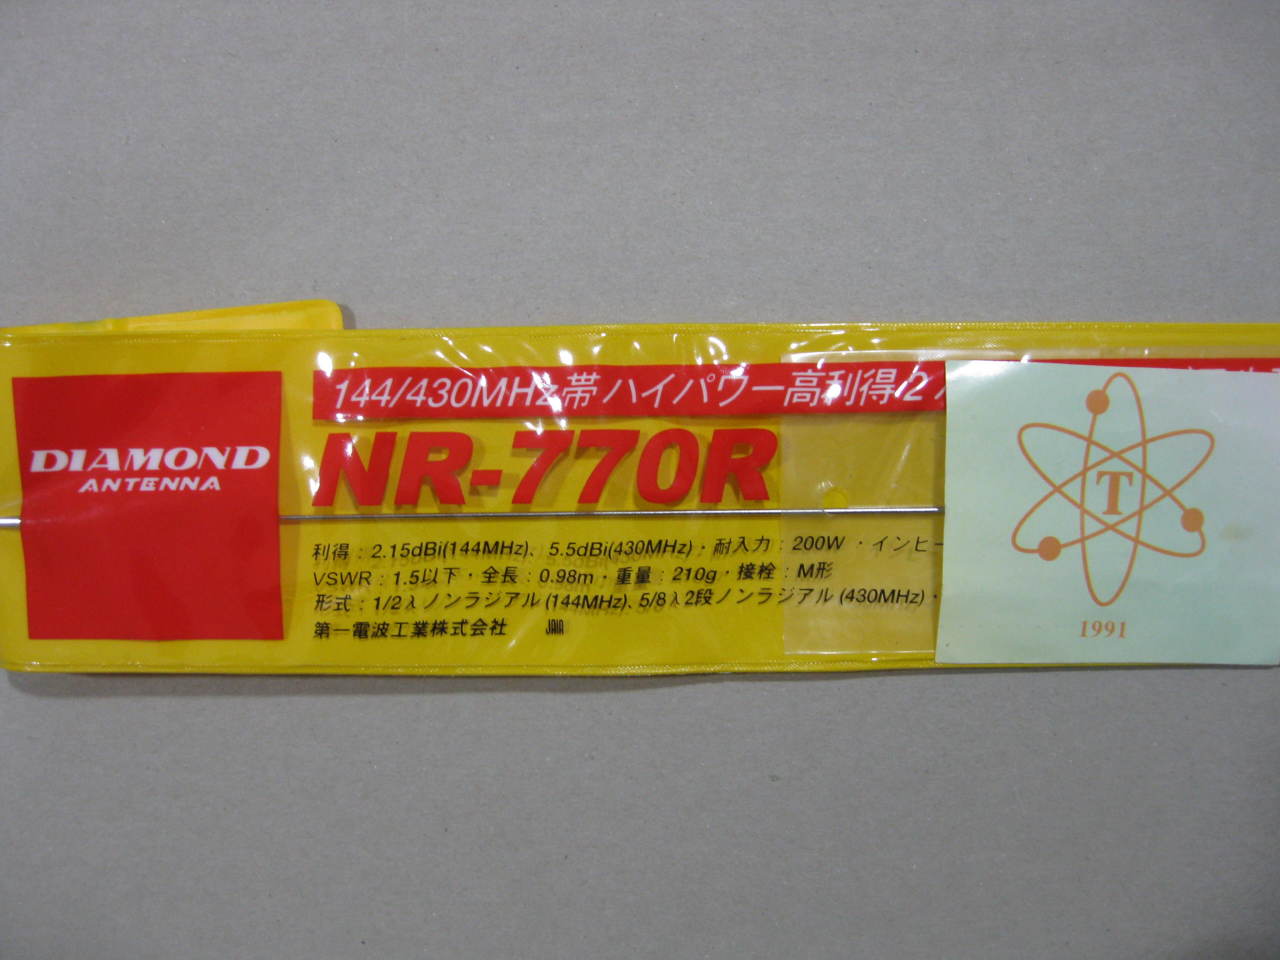 DIAMOND
ANTENNA
144/430MHz帯ハイパワー高利得2
NR-770R
利得：2.15dBi(144MHz)、5.5dBi(430MHz)・耐入力：200W・インピー
VSWR：1.5以下・全長：0.98m・重量：210g・接栓：M形
形式：1/2λノンラジアル(144MHz)、5/8λ2段ノンラジアル(430MHz)・
第一電波工業株式会社 JAIA
T
1991